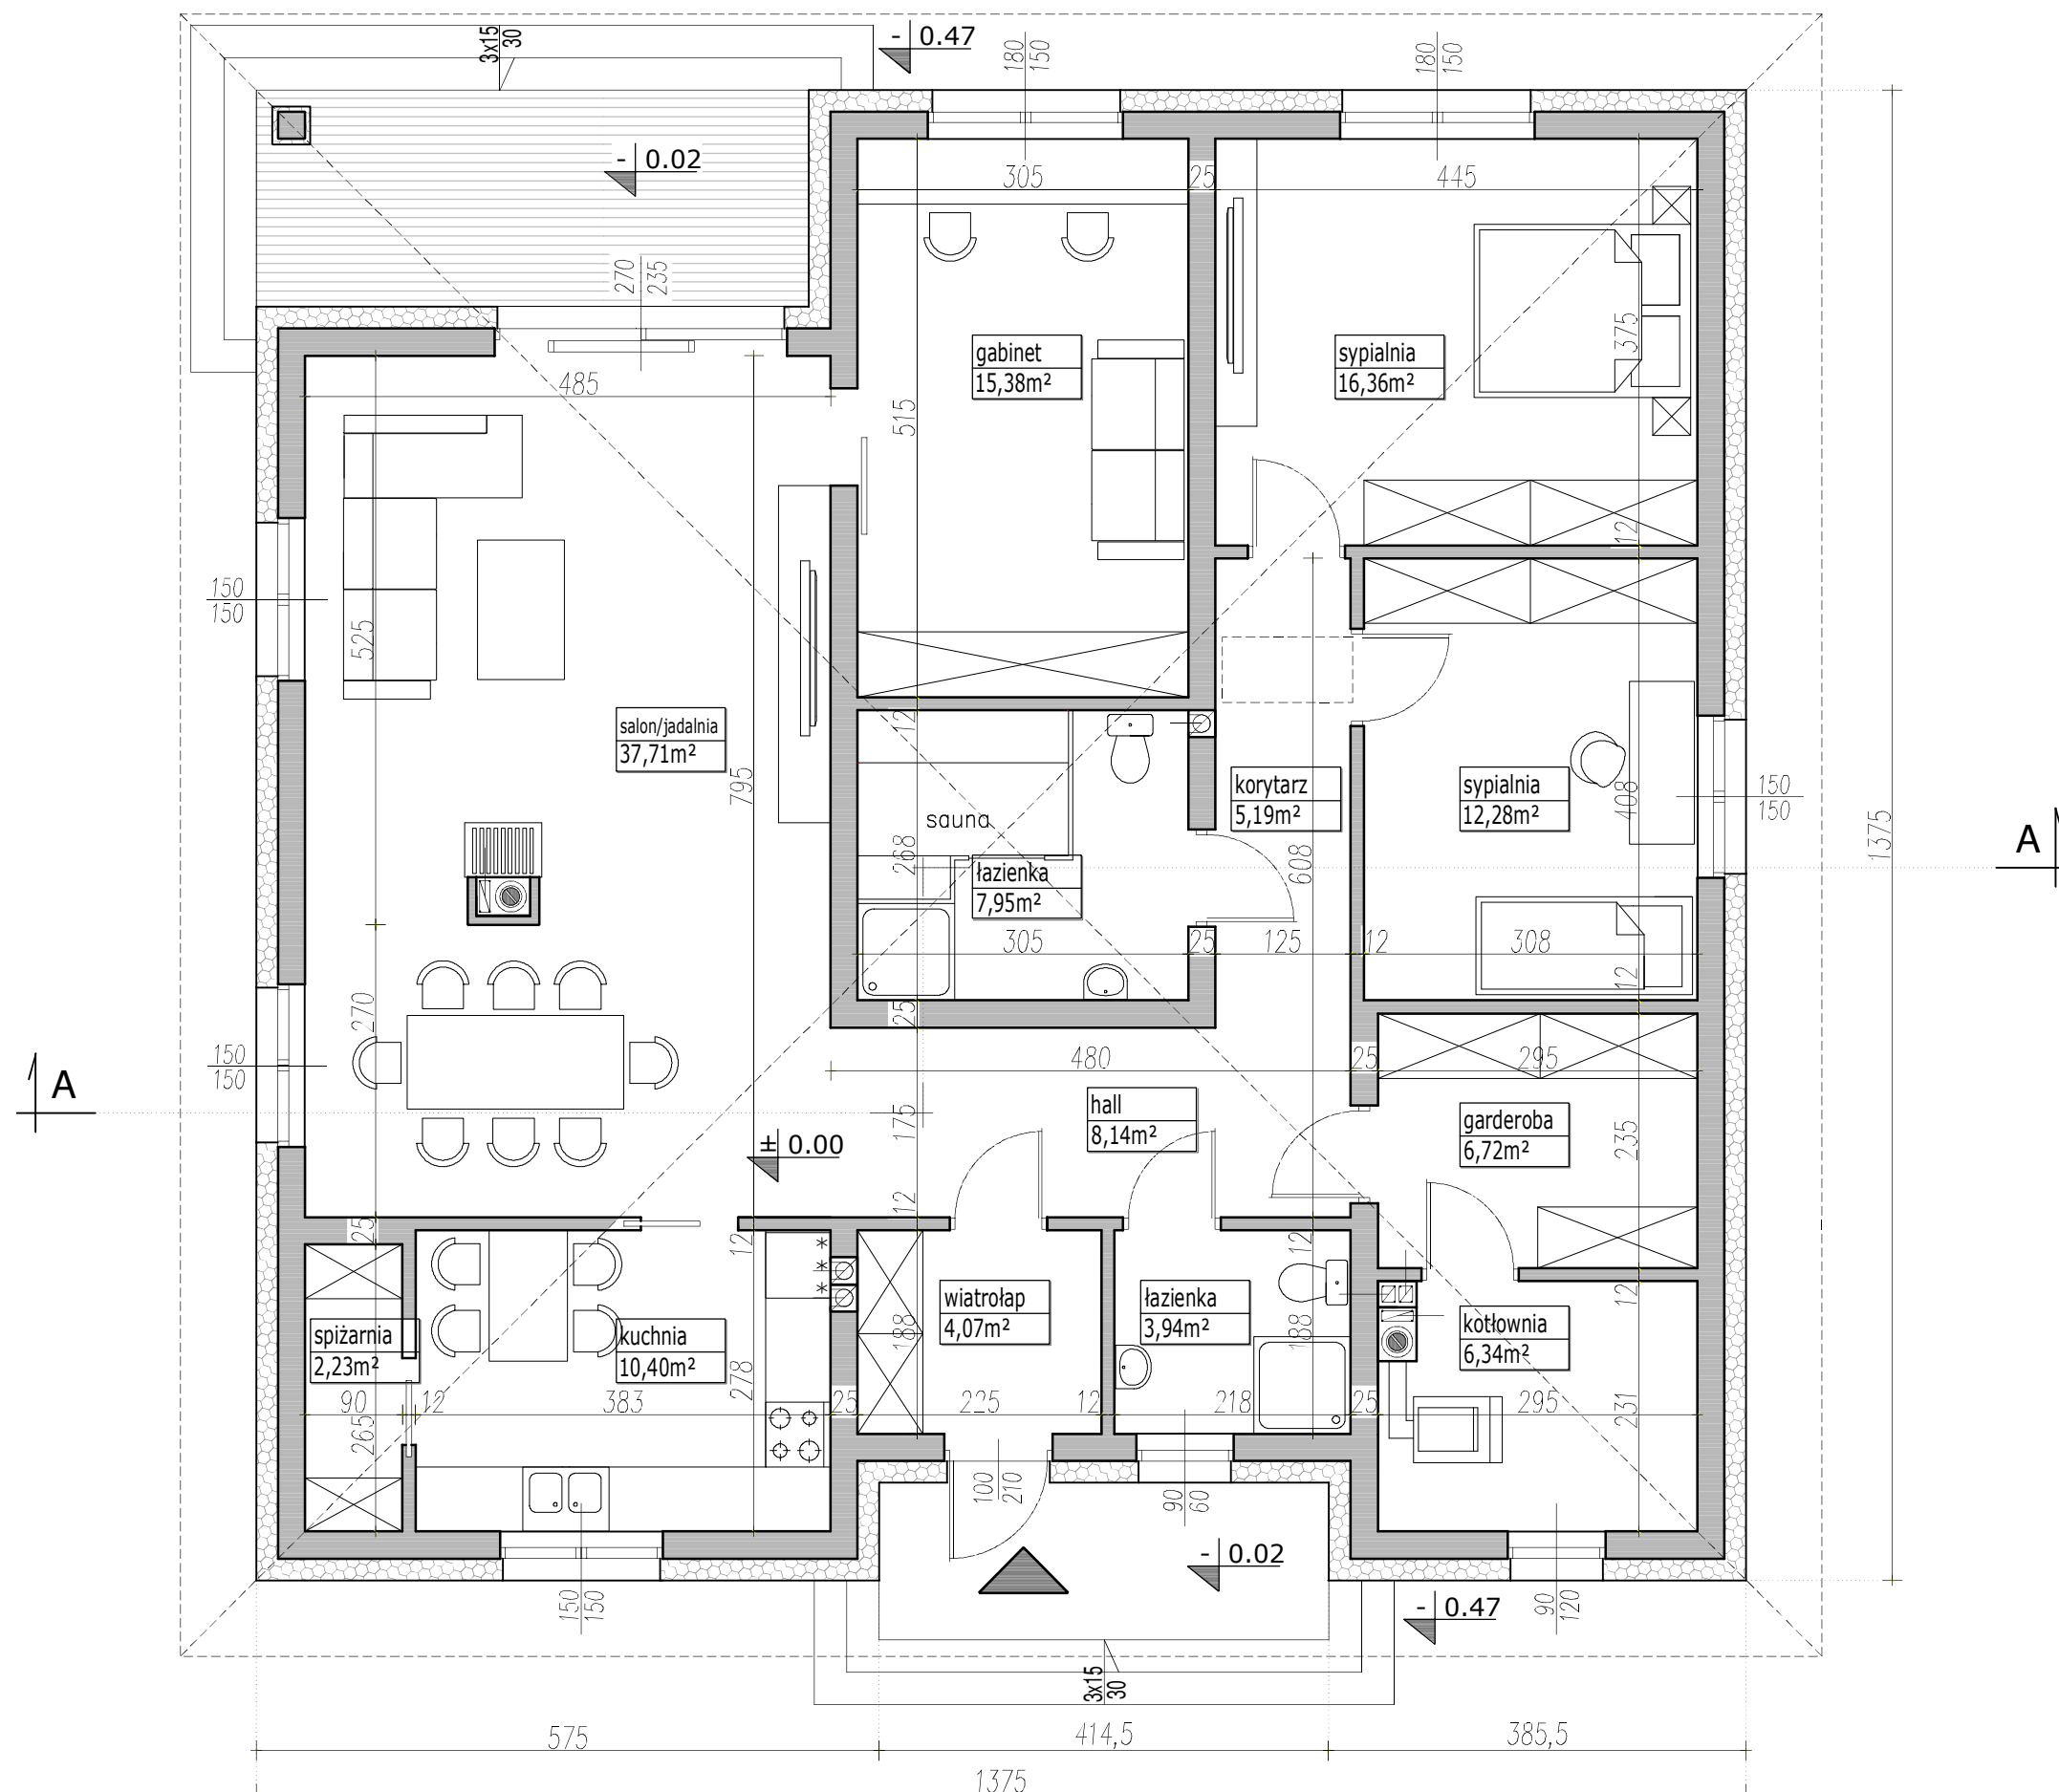 3x15
30
- 0.47
180
150
180
150
- 0.02
305
25
445
270
235
485
gabinet
15,38m²
sypialnia
16,36m²
375
515
12
150
150
525
salon/jadalnia
37,71m²
795
12
sauna
268
łazienka
7,95m²
korytarz
5,19m²
608
sypialnia
12,28m²
408
150
150
1375
A
305
25
125
12
308
12
270
25
150
150
A
480
25
295
175
hall
8,14m²
garderoba
6,72m²
235
± 0.00
12
25
12
12
*
*
*
wiatrołap
4,07m²
łazienka
3,94m²
kotłownia
6,34m²
12
spiżarnia
2,23m²
kuchnia
10,40m²
188
188
278
90
12
383
25
225
12
218
25
295
231
265
100
210
90
60
- 0.02
150
150
90
120
- 0.47
3x15
30
575
414,5
385,5
1375